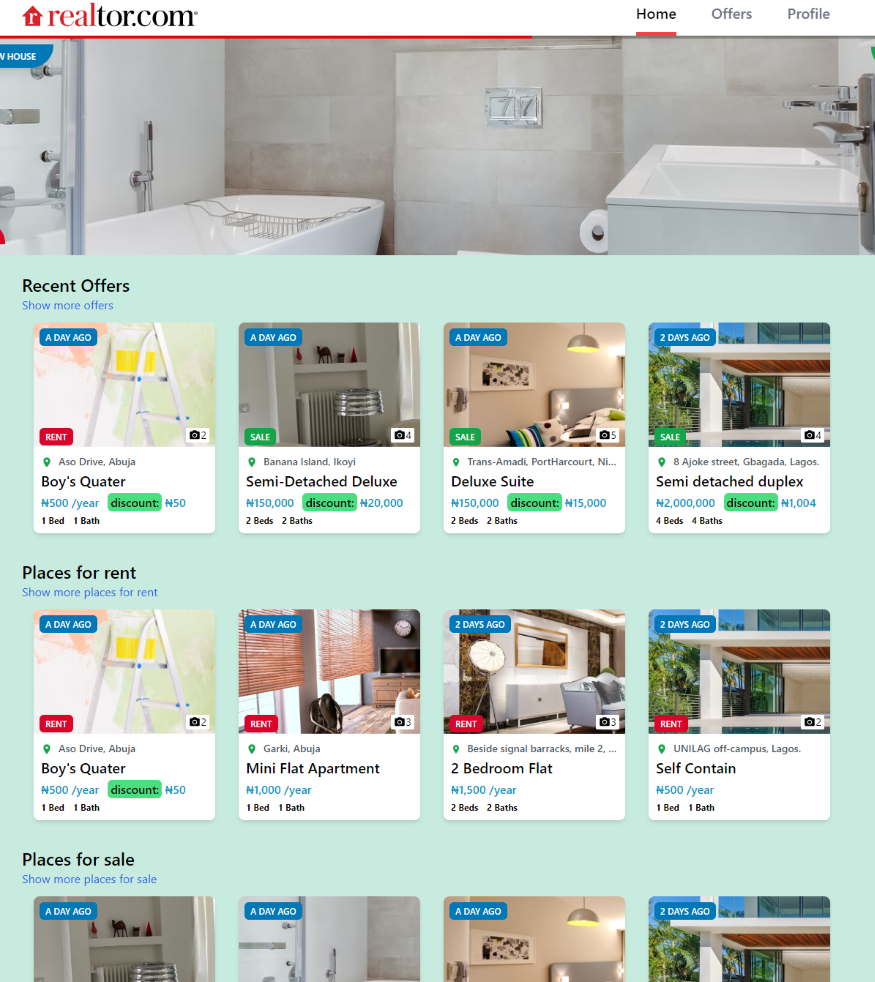 realtor.com®
Home Offers Profile
W HOUSE
Recent Offers
Show more offers
A DAY AGO
RENT
2
Aso Drive, Abuja
Boy's Quater
₦500 /year discount: ₦50
1 Bed 1 Bath
A DAY AGO
SALE
4
Banana Island, Ikoyi
Semi-Detached Deluxe
₦150,000 discount: ₦20,000
2 Beds 2 Baths
A DAY AGO
SALE
5
Trans-Amadi, PortHarcourt, Ni...
Deluxe Suite
₦150,000 discount: ₦15,000
2 Beds 2 Baths
2 DAYS AGO
SALE
4
8 Ajoke street, Gbagada, Lagos.
Semi detached duplex
₦2,000,000 discount: ₦1,004
4 Beds 4 Baths
Places for rent
Show more places for rent
A DAY AGO
RENT
2
Aso Drive, Abuja
Boy's Quater
₦500 /year discount: ₦50
1 Bed 1 Bath
A DAY AGO
RENT
3
Garki, Abuja
Mini Flat Apartment
₦1,000 /year
1 Bed 1 Bath
2 DAYS AGO
RENT
3
Beside signal barracks, mile 2, ...
2 Bedroom Flat
₦1,500 /year
2 Beds 2 Baths
2 DAYS AGO
RENT
2
UNILAG off-campus, Lagos.
Self Contain
₦500 /year
1 Bed 1 Bath
Places for sale
Show more places for sale
A DAY AGO
A DAY AGO
A DAY AGO
2 DAYS AGO